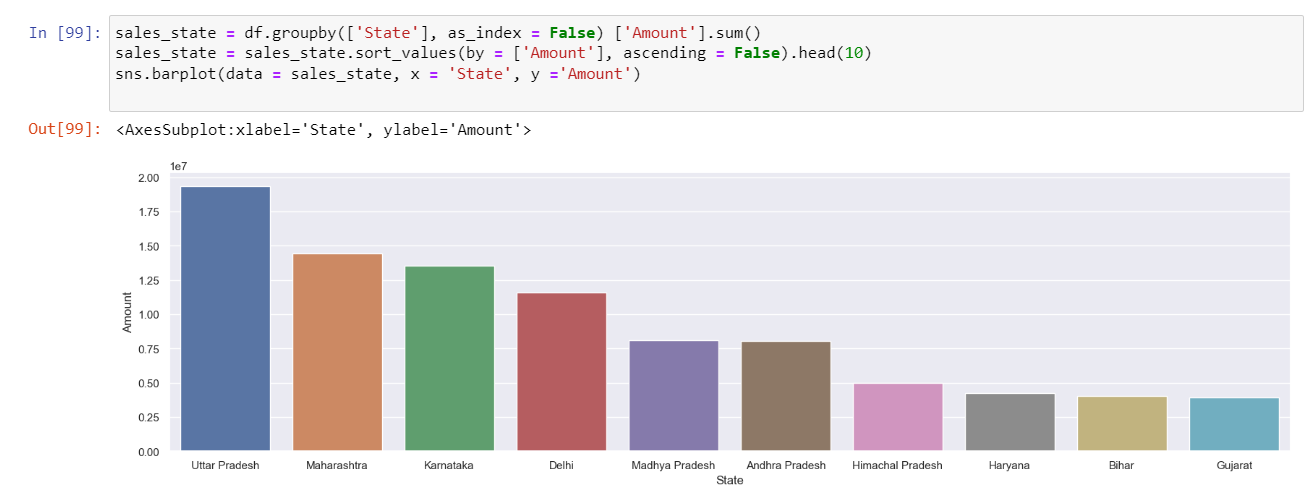 In [99]: sales_state = df.groupby(['State'], as_index = False) ['Amount'].sum()
sales_state = sales_state.sort_values(by = ['Amount'], ascending = False).head(10)
sns.barplot(data = sales_state, x = 'State', y ='Amount')
Out[99]: <AxesSubplot:xlabel='State', ylabel='Amount'>
1e7
2.00
1.75
1.50
1.25
1.00
0.75
0.50
0.25
0.00
Amount
Uttar Pradesh Maharashtra Karnataka Delhi Madhya Pradesh Andhra Pradesh Himachal Pradesh Haryana Bihar Gujarat
State